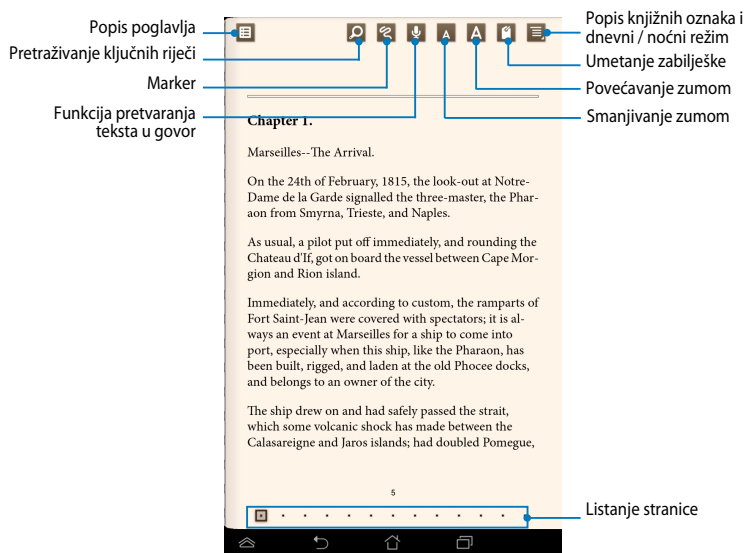 Popis poglavlja
Pretraživanje ključnih riječi
Marker
Funkcija pretvaranja
teksta u govor
Popis knjižnih oznaka i
dnevni / noćni režim
Umetanje zabilješke
Povećavanje zumom
Smanjivanje zumom
A
A
Chapter 1.
Marseilles--The Arrival.
On the 24th of February, 1815, the look-out at Notre-
Dame de la Garde signalled the three-master, the Phar-
aon from Smyrna, Trieste, and Naples.
As usual, a pilot put off immediately, and rounding the
Chateau d'If, got on board the vessel between Cape Mor-
gion and Rion island.
Immediately, and according to custom, the ramparts of
Fort Saint-Jean were covered with spectators; it is al-
ways an event at Marseilles for a ship to come into
port, especially when this ship, like the Pharaon, has
been built, rigged, and laden at the old Phocee docks,
and belongs to an owner of the city.
The ship drew on and had safely passed the strait,
which some volcanic shock has made between the
Calasareigne and Jaros islands; had doubled Pomegue,
5
Listanje stranice